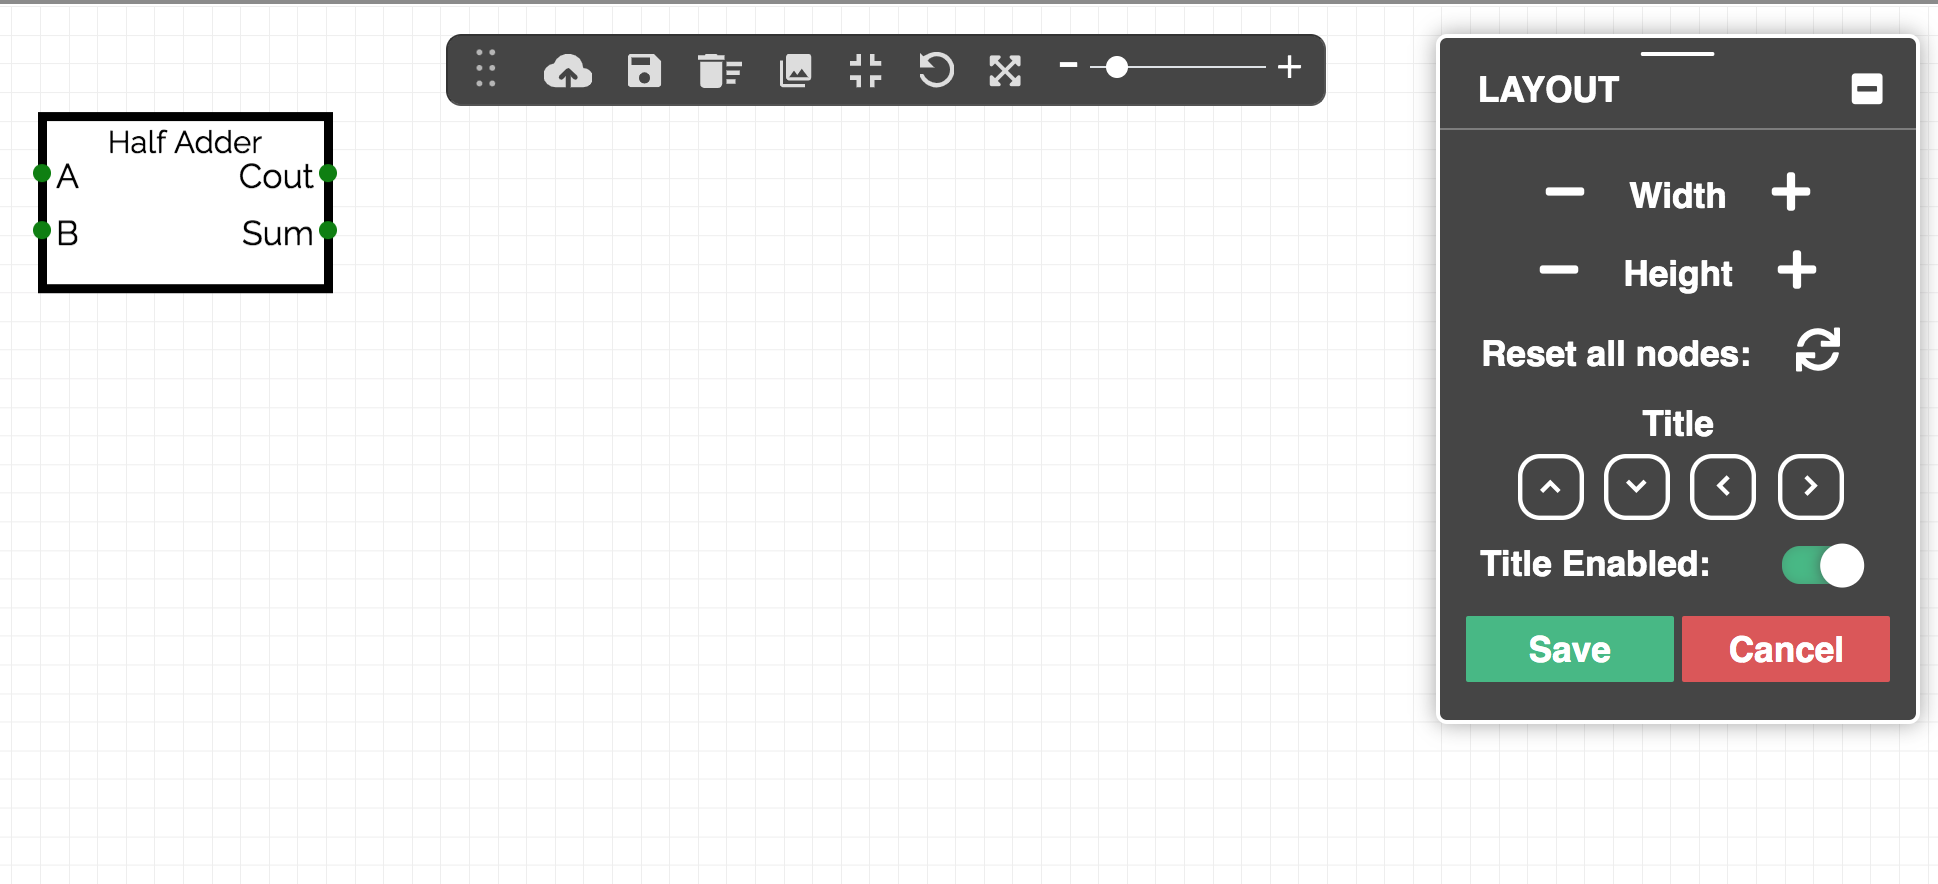 Half Adder
A Cout
B Sum
LAYOUT
Width
Height
Reset all nodes:
Title
Title Enabled:
Save Cancel